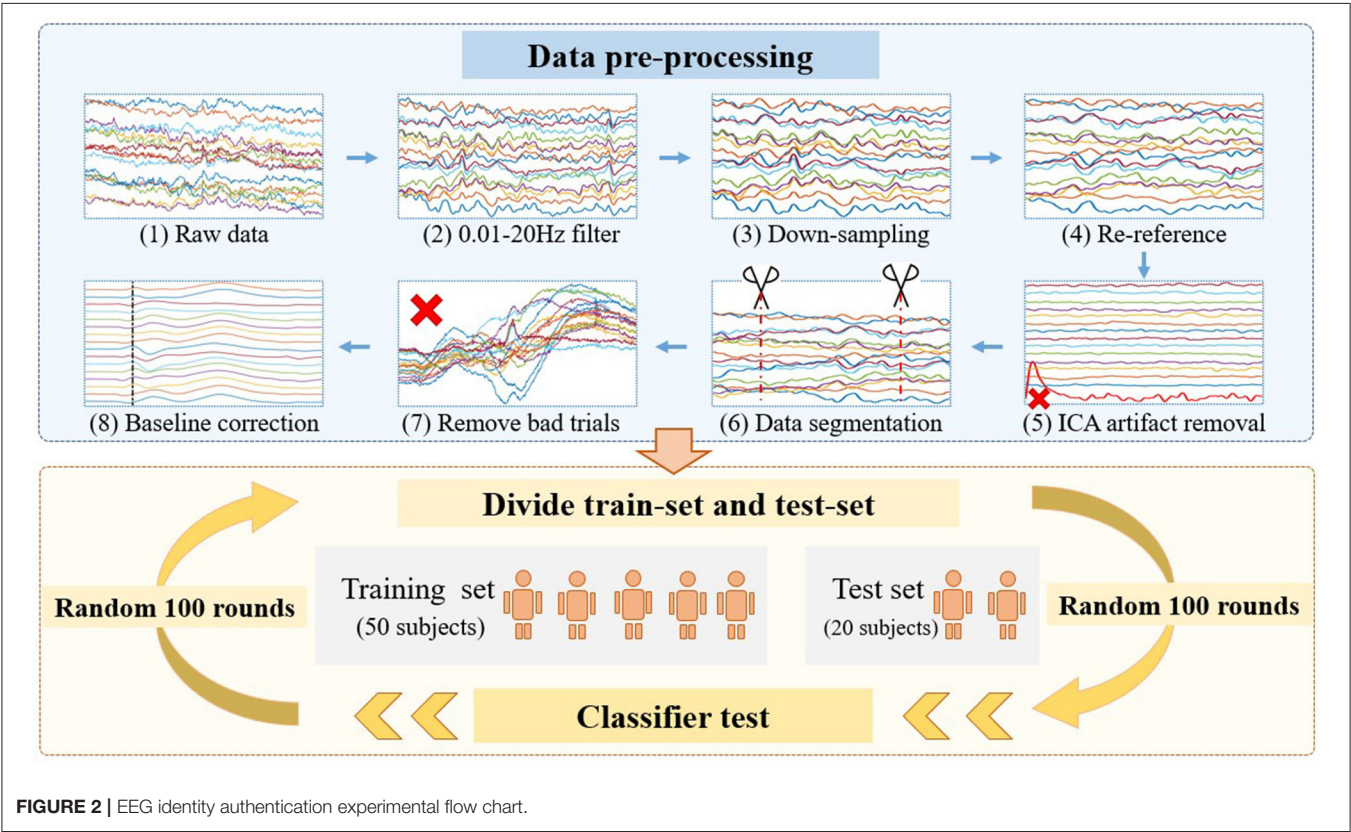 Data pre-processing
(1) Raw data
(2) 0.01-20Hz filter
(3) Down-sampling
(4) Re-reference
(8) Baseline correction
(7) Remove bad trials
(6) Data segmentation
(5) ICA artifact removal
Divide train-set and test-set
Random 100 rounds
Training set
(50 subjects)
Test set
(20 subjects)
Random 100 rounds
Classifier test
FIGURE 2 | EEG identity authentication experimental flow chart.